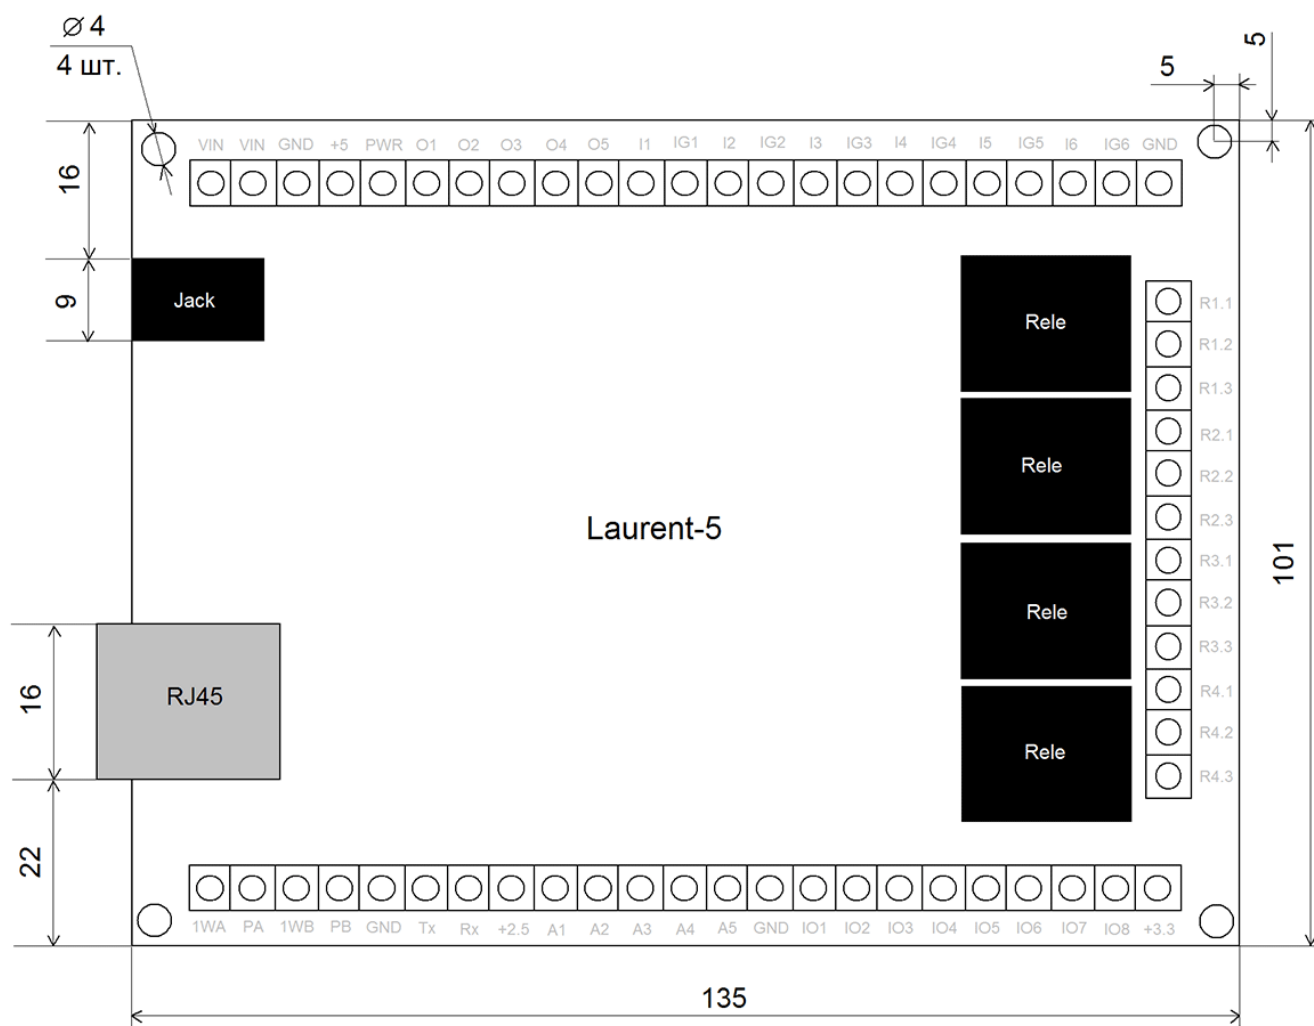 ⌀ 4
4 шт.
5
5
VIN VIN GND +5 PWR O1 O2 O3 O4 O5 I1 IG1 I2 IG2 I3 IG3 I4 IG4 I5 IG5 I6 IG6 GND
16
9
Jack
Rele
R1.1
R1.2
R1.3
Rele
R2.1
R2.2
R2.3
Laurent-5
101
Rele
R3.1
R3.2
R3.3
16
RJ45
Rele
R4.1
R4.2
R4.3
22
1WA PA 1WB PB GND Tx Rx +2.5 A1 A2 A3 A4 A5 GND IO1 IO2 IO3 IO4 IO5 IO6 IO7 IO8 +3.3
135